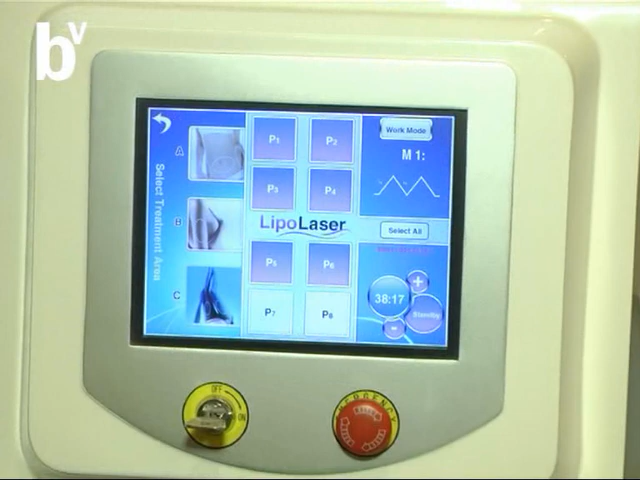 bv
Work Mode
A
P1
P2
M 1:
P3
P4
Select Treatment Area
B
LipoLaser
Select All
P5
P6
C
38:17
+
Standby
-
P7
P8
OFF
ON